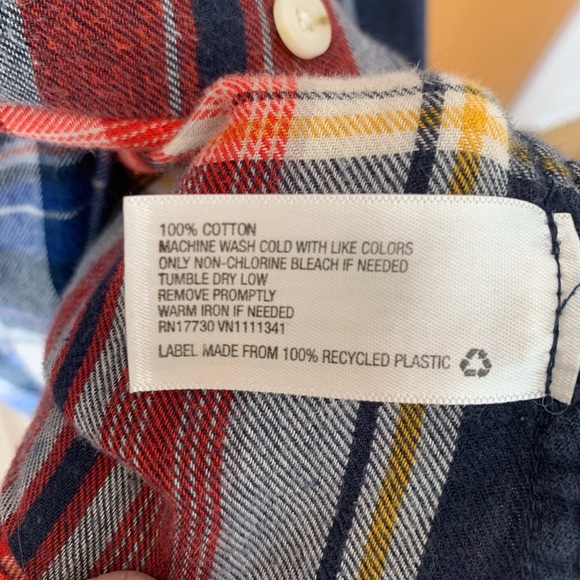 100% COTTON
MACHINE WASH COLD WITH LIKE COLORS
ONLY NON-CHLORINE BLEACH IF NEEDED
TUMBLE DRY LOW
REMOVE PROMPTLY
WARM IRON IF NEEDED
RN17730 VN1111341
LABEL MADE FROM 100% RECYCLED PLASTIC